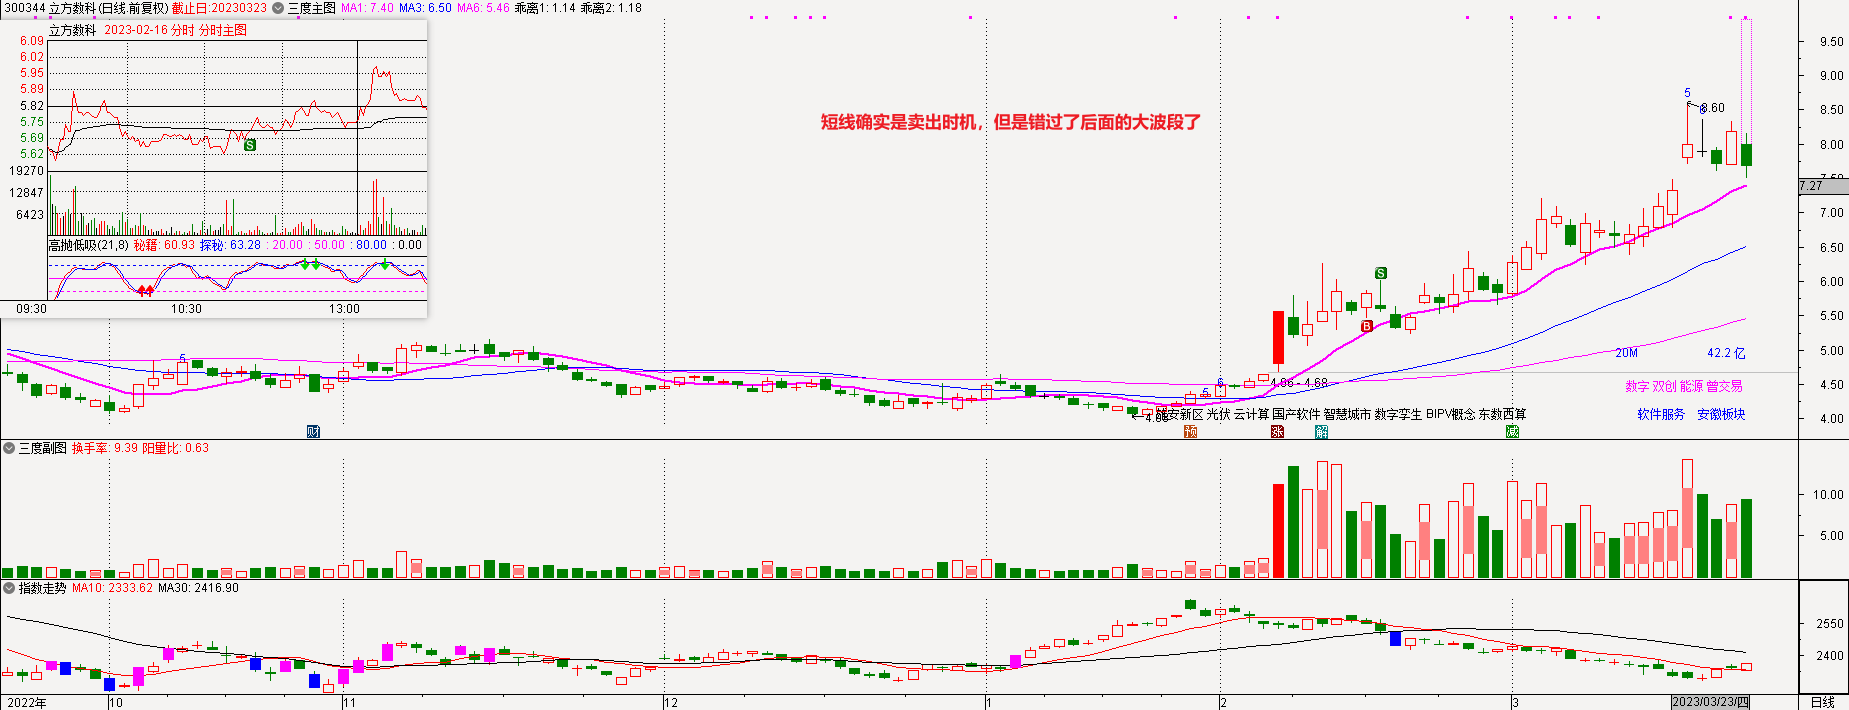 300344 立方数科(日线.前复权) 截止日:20230323 三度主图 MA1: 7.40 MA3: 6.50 MA6: 5.46 乖离1: 1.14 乖离2: 1.18
立方数科 2023-02-16 分时 分时主图
6.09
6.02
5.95
5.89
5.82
5.75
5.69
5.62
S
19270
12847
6423
高抛低吸(21,8) 秘籍: 60.93 探秘: 63.28 : 20.00 : 50.00 : 80.00 : 0.00
09:30 10:30 13:00
短线确实是卖出时机，但是错过了后面的大波段了
9.50
9.00
8.50
8.00
7.27
7.00
6.50
6.00
5.50
5.00
4.50
4.00
5
8.60
S
B
5
5
6
20M 42.2 亿
4.86 - 4.68
数字 双创 能源 曾交易
雄安新区 光伏 云计算 国产软件 智慧城市 数字孪生 BIPV概念 东数西算
软件服务 安徽板块
财 预 涨 解 减
三度副图 换手率: 9.39 阳量比: 0.63
10.00
5.00
指数走势 MA10: 2333.62 MA30: 2416.90
2550
2400
2022年 10 11 12 1 2 3 2023/03/23/四 日线